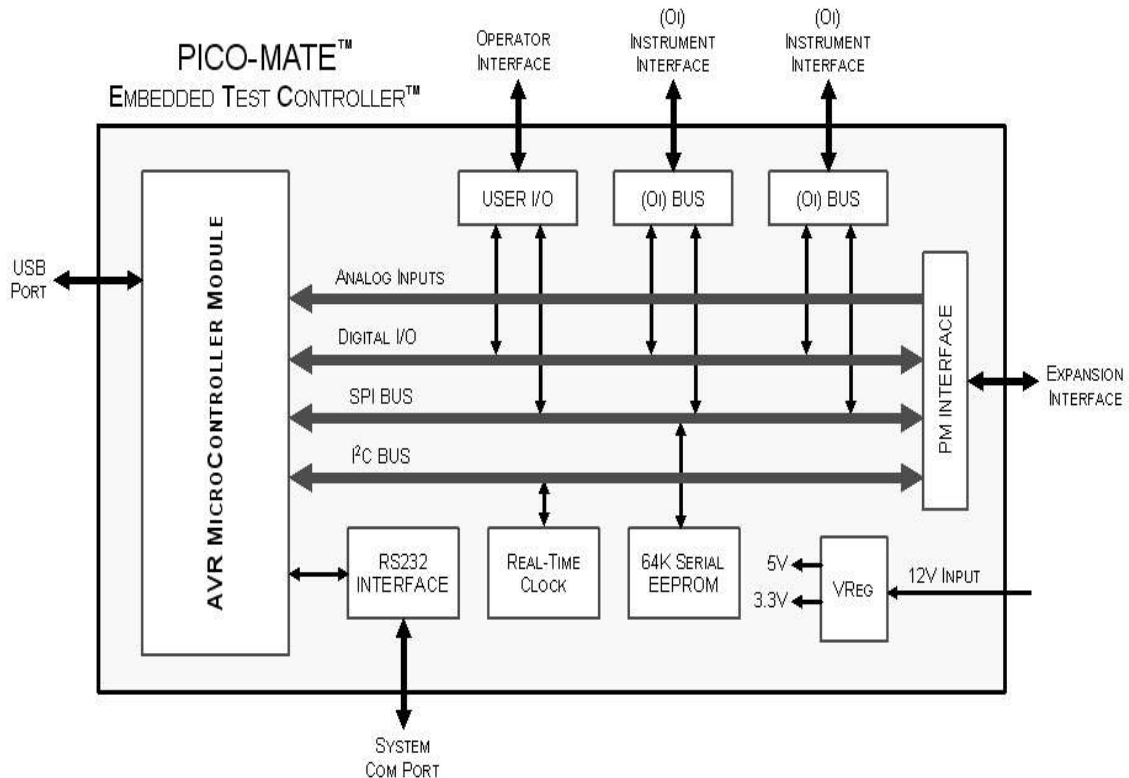 PICO-MATE™
EMBEDDED TEST CONTROLLER™
OPERATOR
INTERFACE
(OI)
INSTRUMENT
INTERFACE
(OI)
INSTRUMENT
INTERFACE
USER I/O
(OI) BUS
(OI) BUS
USB
PORT
AVR MICROCONTROLLER MODULE
ANALOG INPUTS
DIGITAL I/O
SPI BUS
I²C BUS
PM INTERFACE
EXPANSION
INTERFACE
RS232
INTERFACE
REAL-TIME
CLOCK
64K SERIAL
EEPROM
5V
3.3V
VREG
12V INPUT
SYSTEM
COM PORT